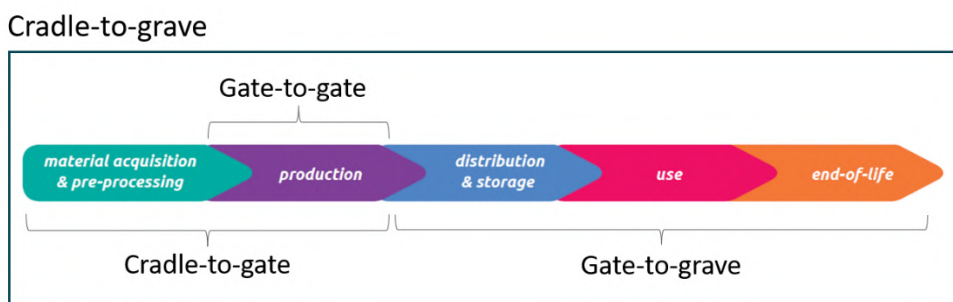 Cradle-to-grave
Gate-to-gate
material acquisition
& pre-processing
production
distribution
& storage
use
end-of-life
Cradle-to-gate
Gate-to-grave